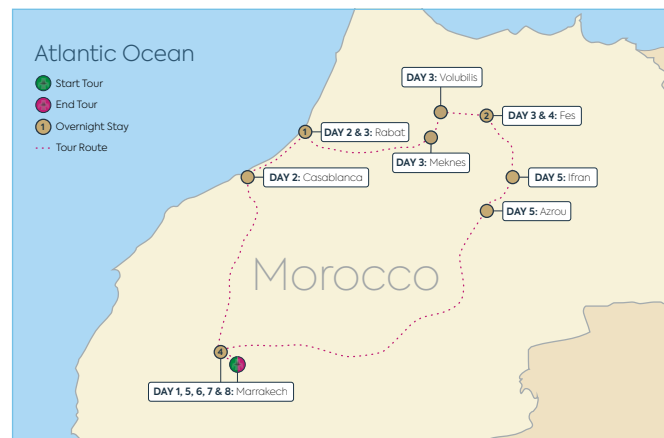 Atlantic Ocean
Start Tour
End Tour
1 Overnight Stay
Tour Route
DAY 3: Volubilis
1 DAY 2 & 3: Rabat
2 DAY 3 & 4: Fes
DAY 3: Meknes
DAY 2: Casablanca
DAY 5: Ifran
DAY 5: Azrou
Morocco
4
DAY 1, 5, 6, 7 & 8: Marrakech